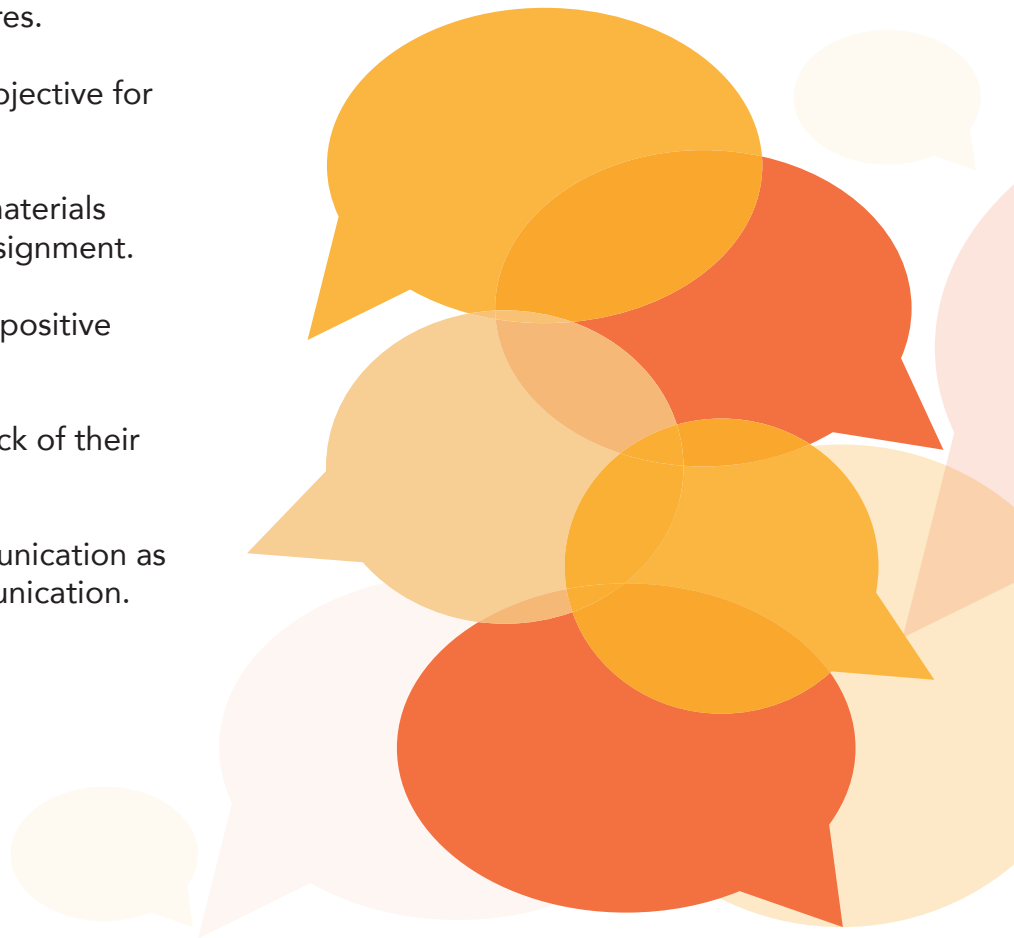 res.
bjective for
naterials
signment.
positive
ck of their
unication as
unication.